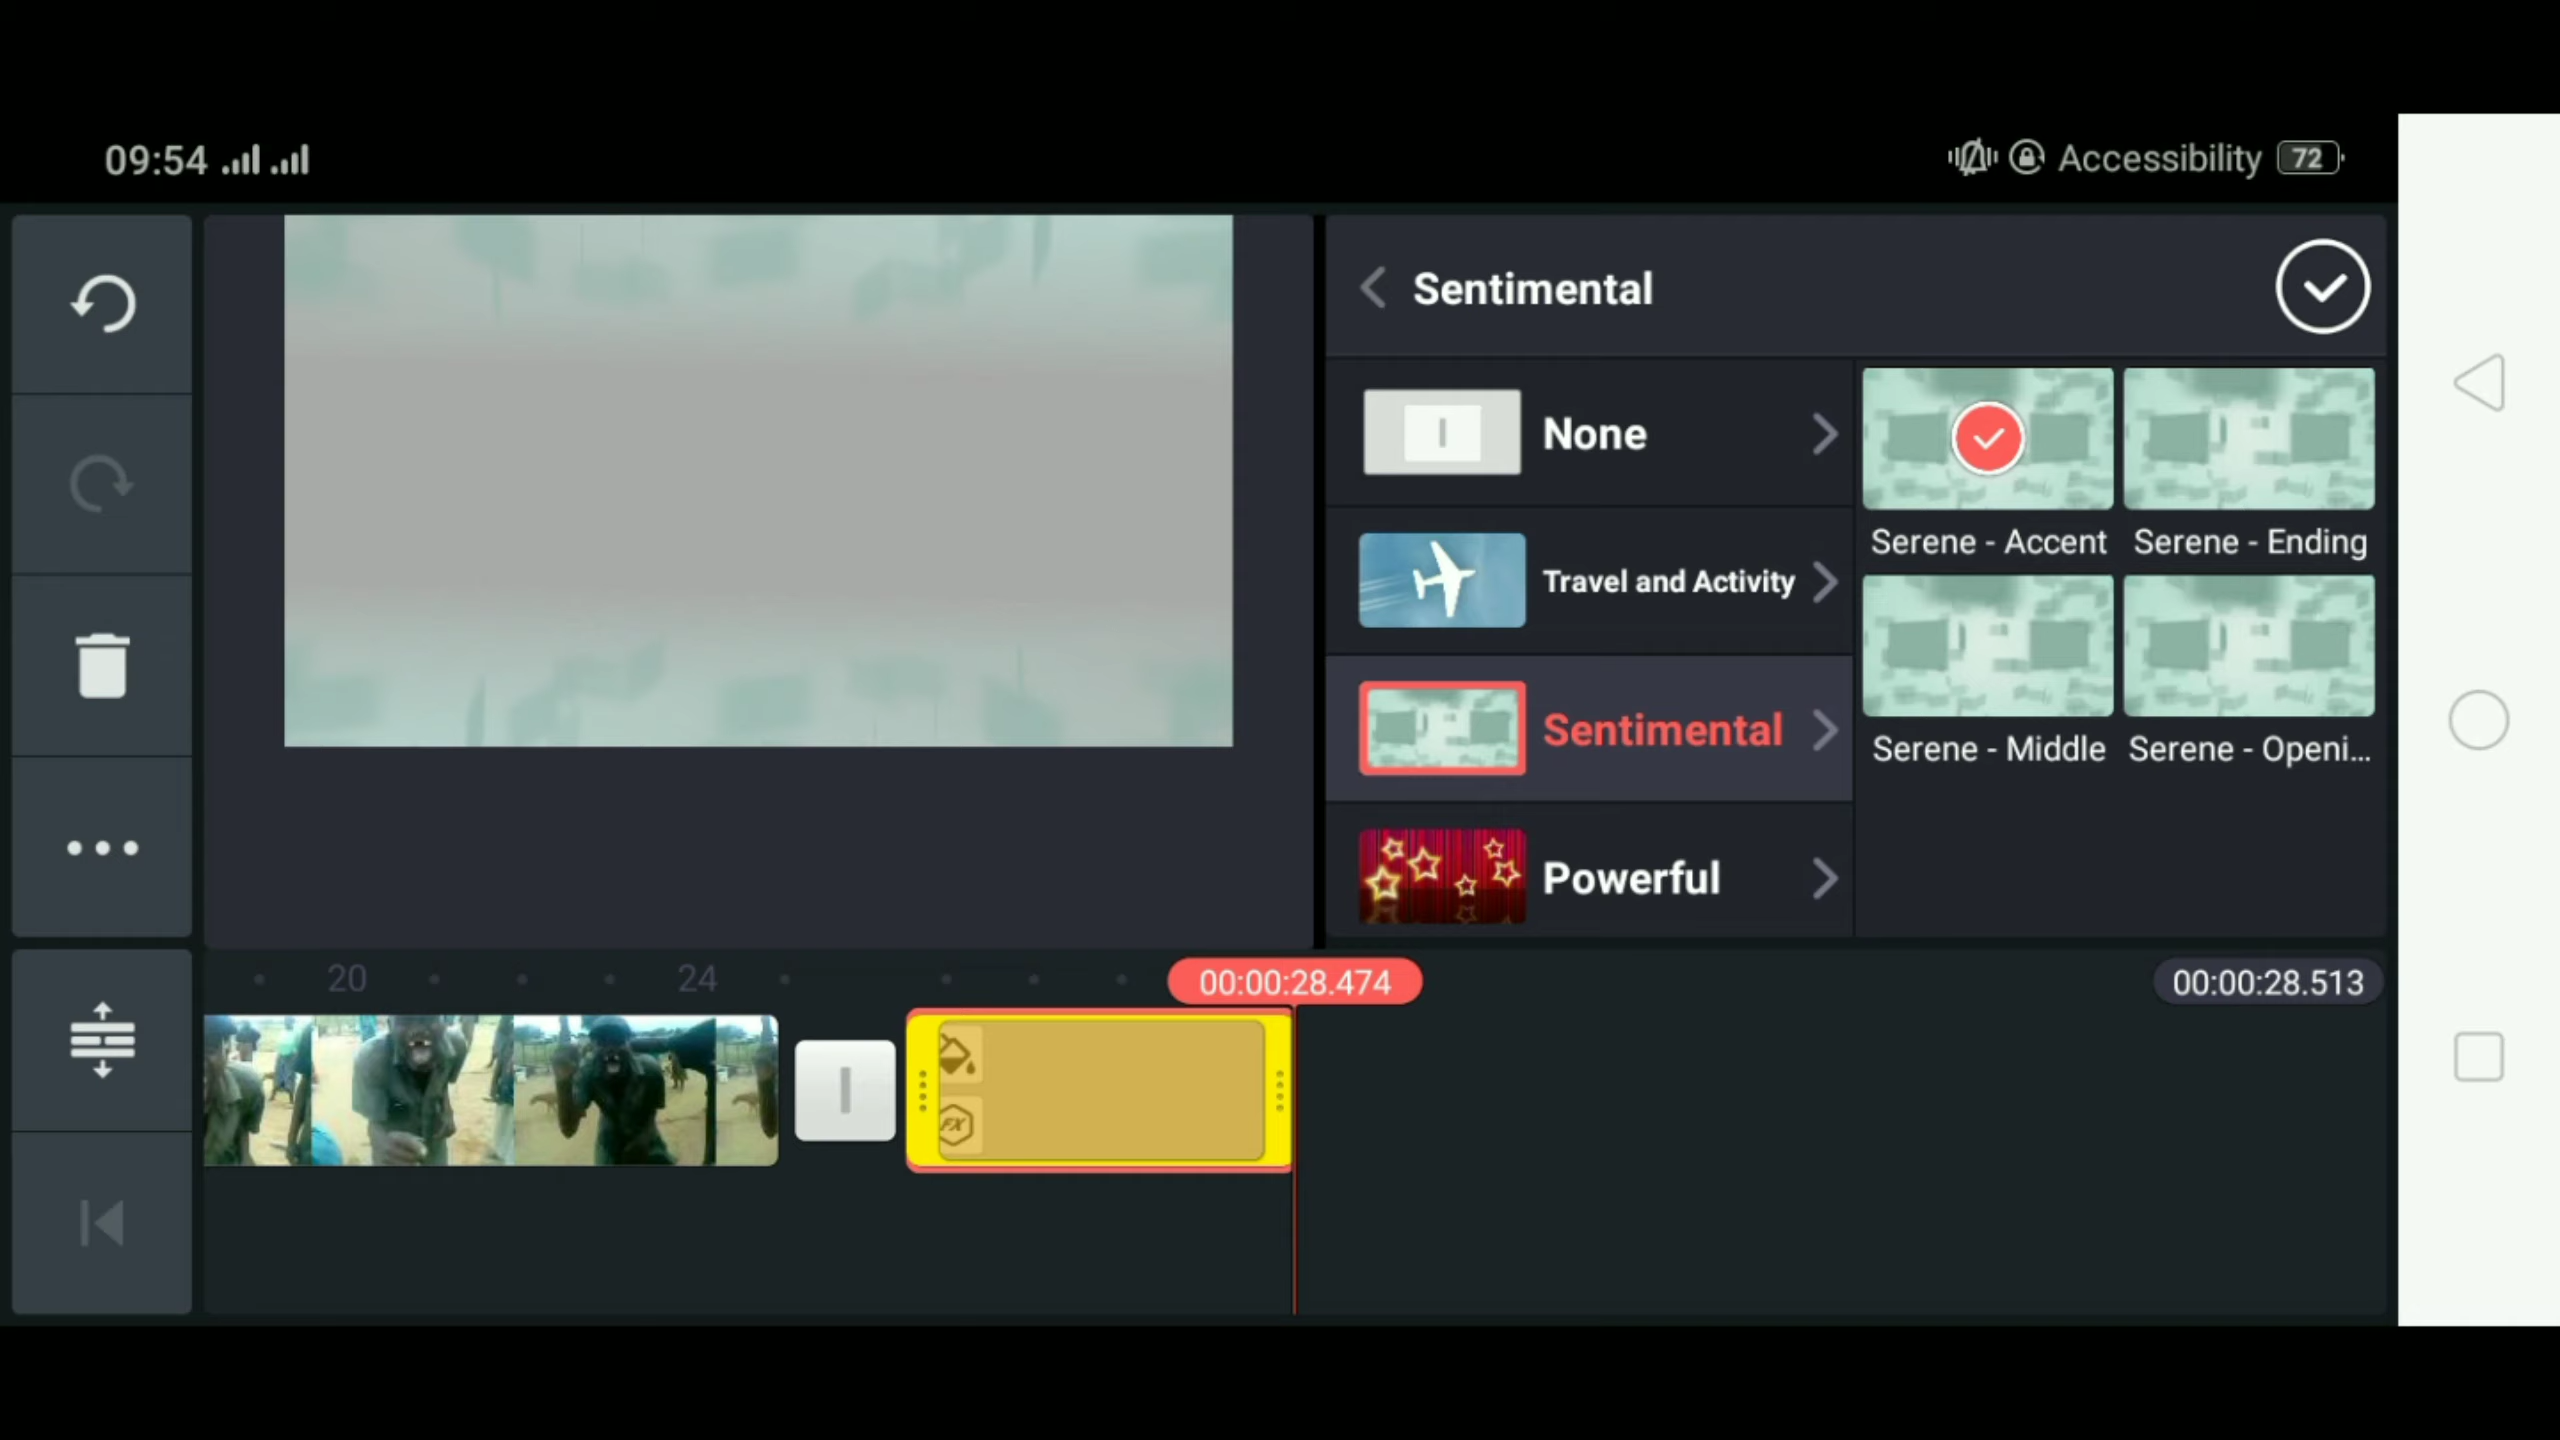 09:54
Accessibility 72
Sentimental
None
Travel and Activity
Sentimental
Powerful
Serene - Accent
Serene - Ending
Serene - Middle
Serene - Openi...
20
24
00:00:28.474
00:00:28.513
FX